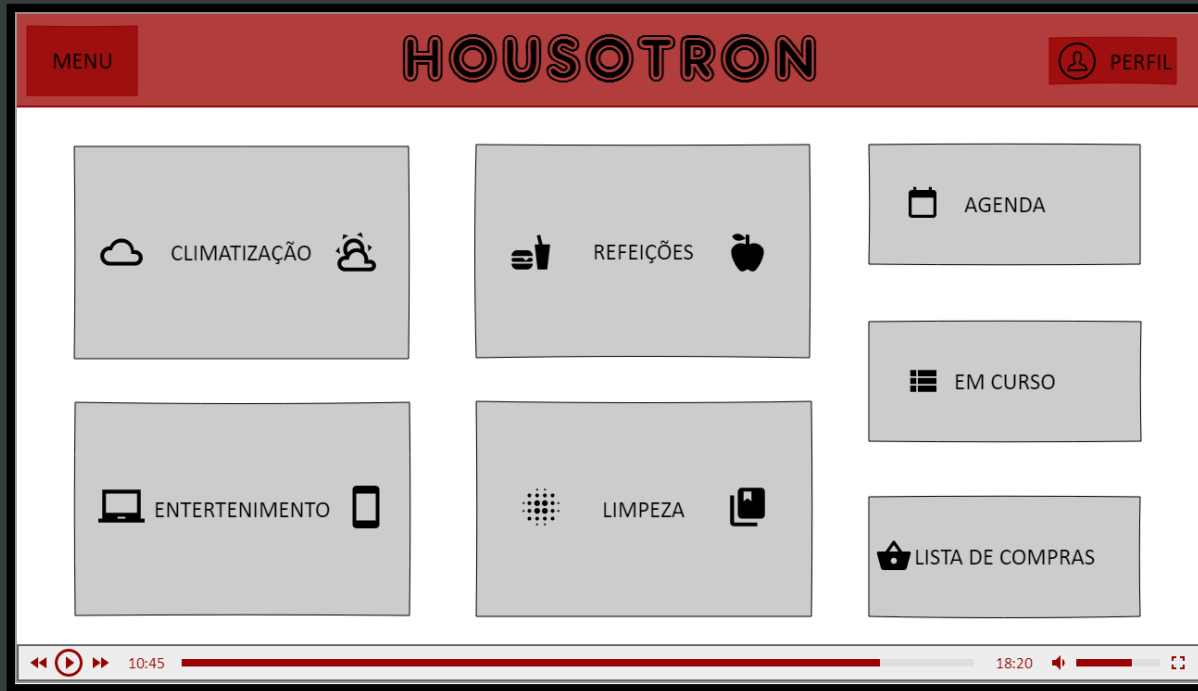 MENU
HOUSOTRON
PERFIL
CLIMATIZAÇÃO
REFEIÇÕES
AGENDA
EM CURSO
ENTERTENIMENTO
LIMPEZA
LISTA DE COMPRAS
10:45
18:20